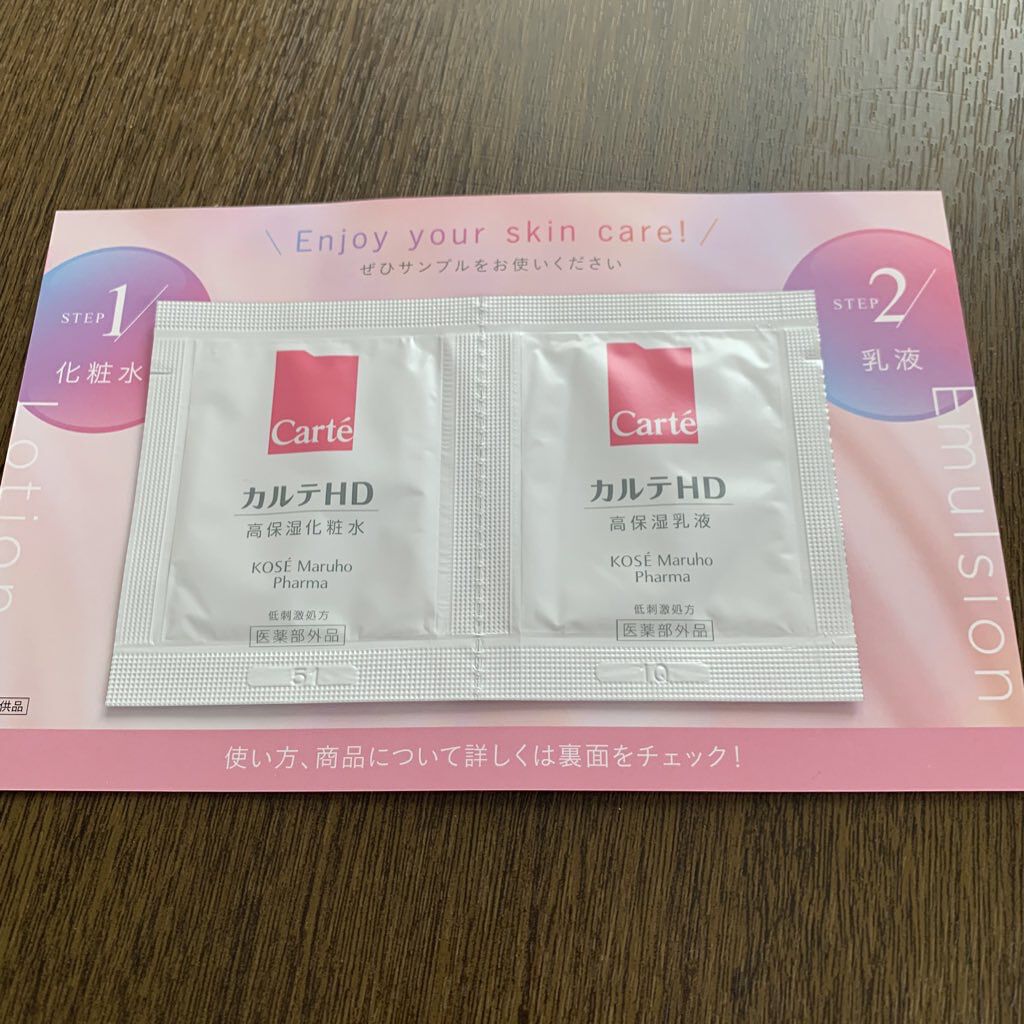 Enjoy your skin care!
ぜひサンプルをお使いください
STEP 1
化粧水
Lotion
Carté
カルテHD
高保湿化粧水
KOSÉ Maruho
Pharma
低刺激処方
医薬部外品
51
Carté
カルテHD
高保湿乳液
KOSÉ Maruho
Pharma
低刺激処方
医薬部外品
1Q
STEP 2
乳液
Emulsion
供品
使い方、商品について詳しくは裏面をチェック！